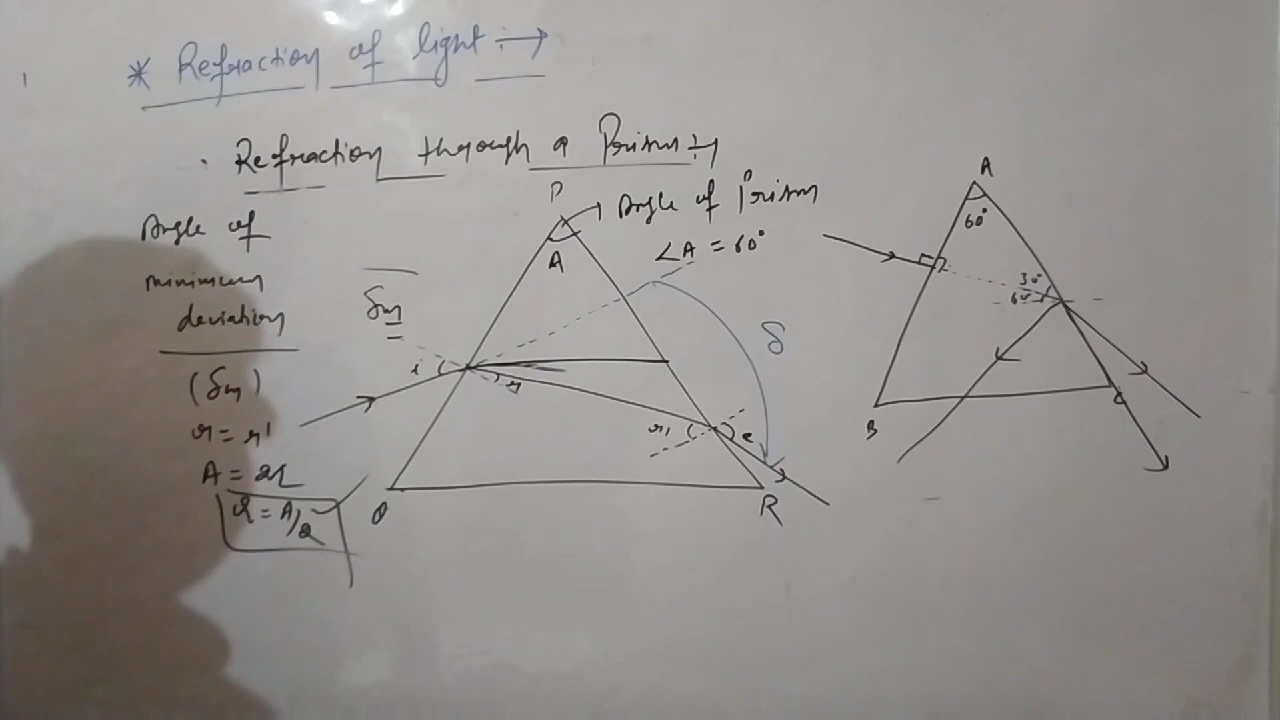 * Refraction of light :→
. Refraction through a Prism :-
P
Angle of Prism
A
∠A = 60°
Angle of
minimum
deviation
(δm)
r = r'
A = 2r
r = A/2
δm
i
r
r'
e
δ
Q
R
A
60°
30°
60°
B
C